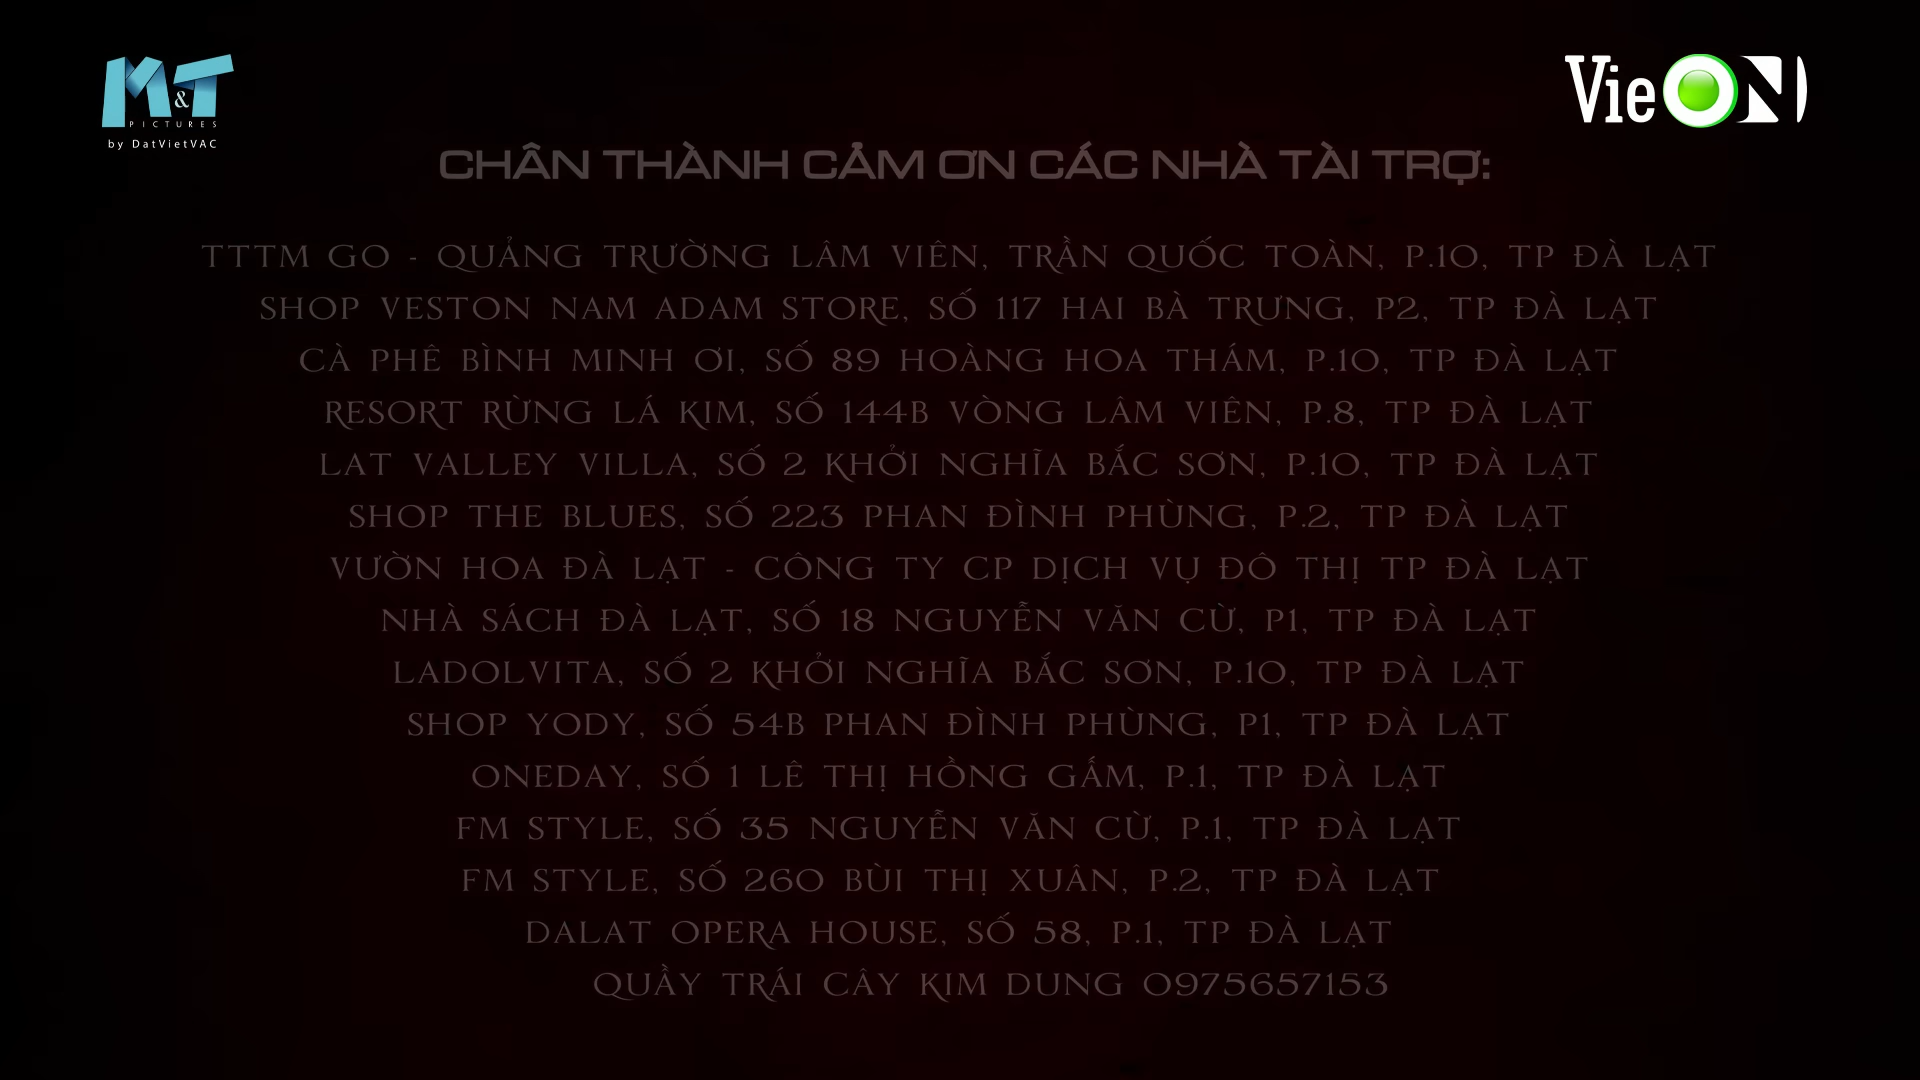 M&T
PICTURES
by DatVietVAC
VieON
CHÂN THÀNH CẢM ƠN CÁC NHÀ TÀI TRỢ:
TTTM GO - QUẢNG TRƯỜNG LÂM VIÊN, TRẦN QUỐC TOÀN, P.10, TP ĐÀ LẠT
SHOP VESTON NAM ADAM STORE, SỐ 117 HAI BÀ TRƯNG, P2, TP ĐÀ LẠT
CÀ PHÊ BÌNH MINH ƠI, SỐ 89 HOÀNG HOA THÁM, P.10, TP ĐÀ LẠT
RESORT RỪNG LÁ KIM, SỐ 144B VÒNG LÂM VIÊN, P.8, TP ĐÀ LẠT
LAT VALLEY VILLA, SỐ 2 KHỞI NGHĨA BẮC SƠN, P.10, TP ĐÀ LẠT
SHOP THE BLUES, SỐ 223 PHAN ĐÌNH PHÙNG, P.2, TP ĐÀ LẠT
VƯỜN HOA ĐÀ LẠT - CÔNG TY CP DỊCH VỤ ĐÔ THỊ TP ĐÀ LẠT
NHÀ SÁCH ĐÀ LẠT, SỐ 18 NGUYỄN VĂN CỪ, P1, TP ĐÀ LẠT
LADOLVITA, SỐ 2 KHỞI NGHĨA BẮC SƠN, P.10, TP ĐÀ LẠT
SHOP YODY, SỐ 54B PHAN ĐÌNH PHÙNG, P1, TP ĐÀ LẠT
ONEDAY, SỐ 1 LÊ THỊ HỒNG GẤM, P.1, TP ĐÀ LẠT
FM STYLE, SỐ 35 NGUYỄN VĂN CỪ, P.1, TP ĐÀ LẠT
FM STYLE, SỐ 260 BÙI THỊ XUÂN, P.2, TP ĐÀ LẠT
DALAT OPERA HOUSE, SỐ 58, P.1, TP ĐÀ LẠT
QUẦY TRÁI CÂY KIM DUNG 0975657153